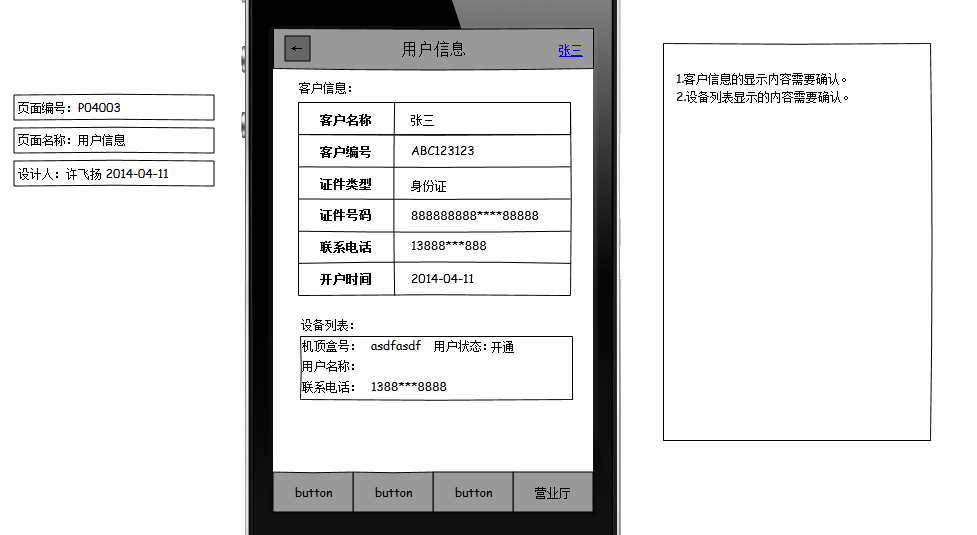 页面编号：P04003
页面名称：用户信息
设计人：许飞扬 2014-04-11
← 用户信息 张三
客户信息：
客户名称 张三
客户编号 ABC123123
证件类型 身份证
证件号码 888888888****88888
联系电话 13888***888
开户时间 2014-04-11
设备列表：
机顶盒号： asdfasdf 用户状态：开通
用户名称：
联系电话： 1388***8888
button button button 营业厅
1.客户信息的显示内容需要确认。
2.设备列表显示的内容需要确认。